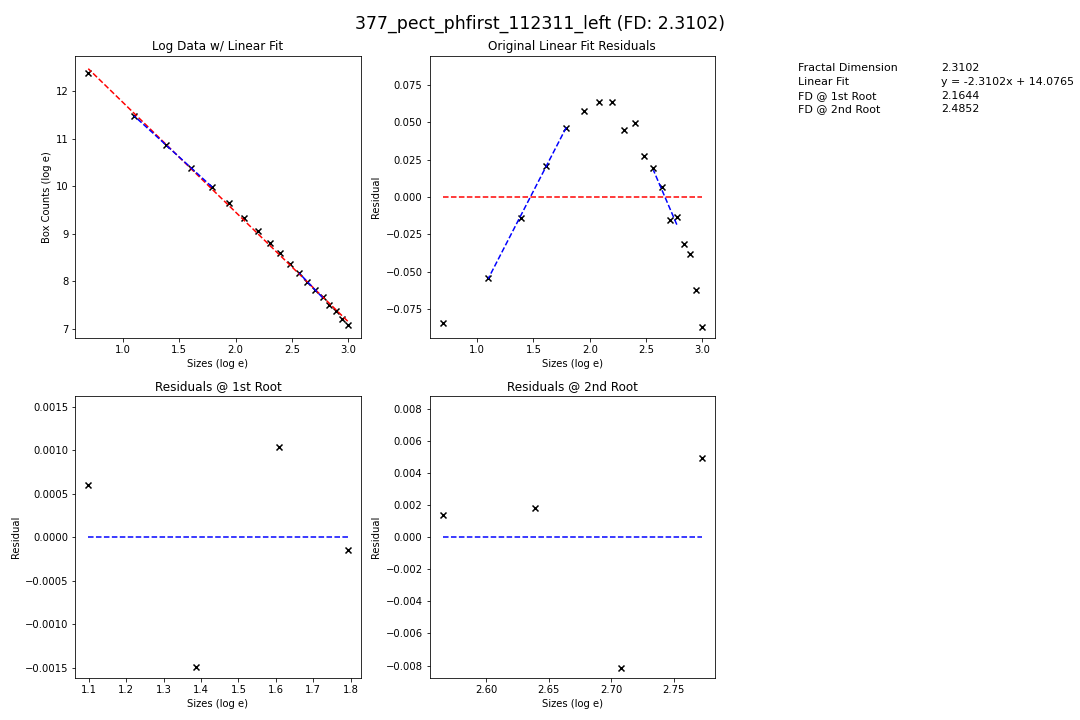 377_pect_phfirst_112311_left (FD: 2.3102)
Log Data w/ Linear Fit
Box Counts (log e)
12
11
10
9
8
7
1.0 1.5 2.0 2.5 3.0
Sizes (log e)
Original Linear Fit Residuals
Residual
0.075
0.050
0.025
0.000
−0.025
−0.050
−0.075
1.0 1.5 2.0 2.5 3.0
Sizes (log e)
Fractal Dimension 2.3102
Linear Fit y = -2.3102x + 14.0765
FD @ 1st Root 2.1644
FD @ 2nd Root 2.4852
Residuals @ 1st Root
Residual
0.0015
0.0010
0.0005
0.0000
−0.0005
−0.0010
−0.0015
1.1 1.2 1.3 1.4 1.5 1.6 1.7 1.8
Sizes (log e)
Residuals @ 2nd Root
Residual
0.008
0.006
0.004
0.002
0.000
−0.002
−0.004
−0.006
−0.008
2.60 2.65 2.70 2.75
Sizes (log e)